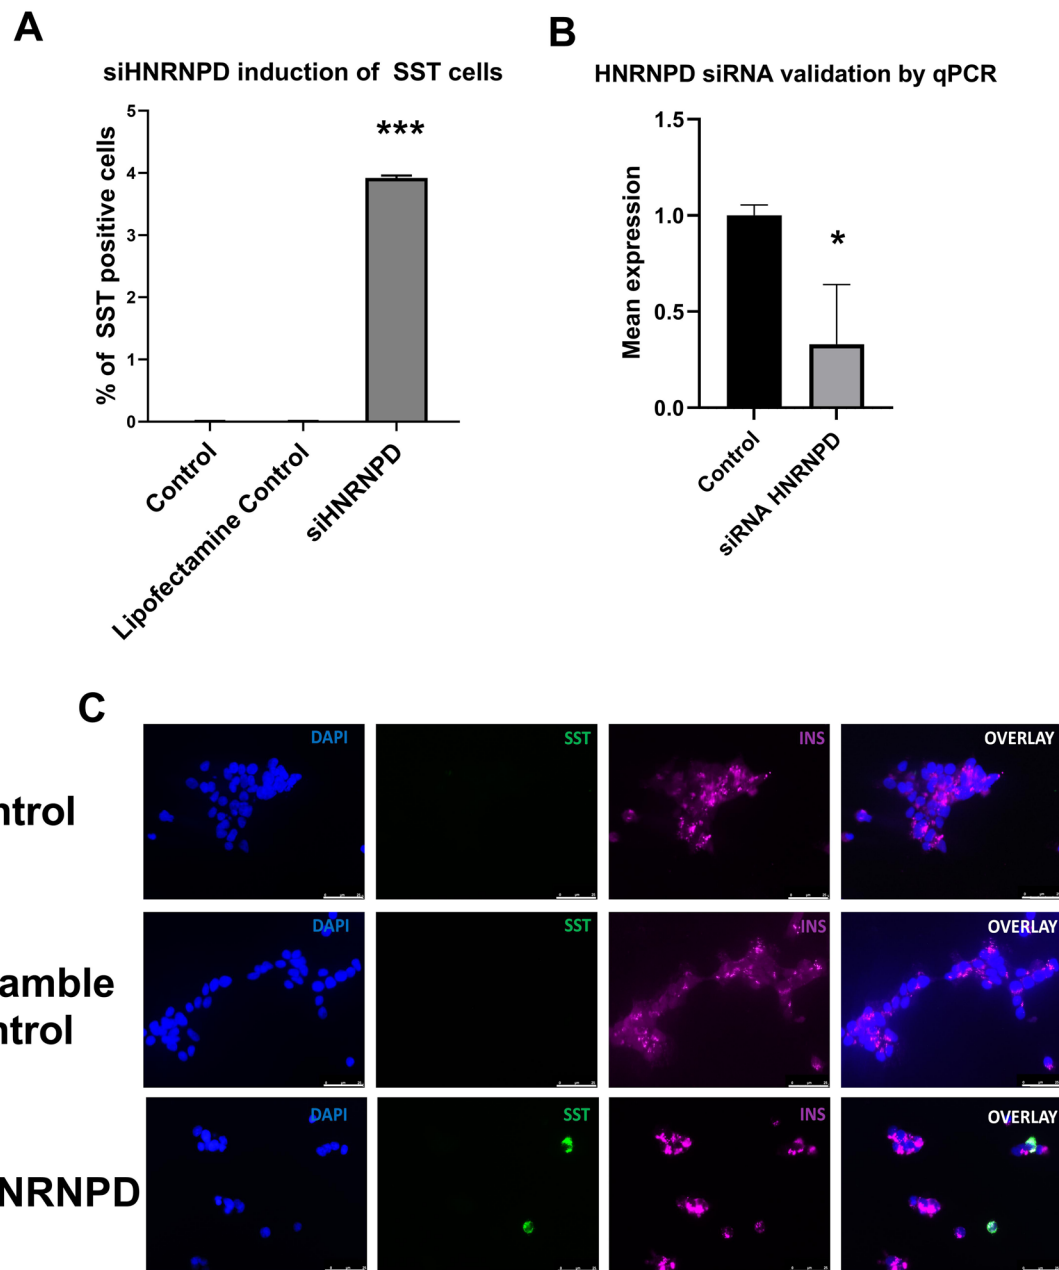 A
siHNRNPD induction of SST cells
% of SST positive cells
5
4
3
2
1
0
***
Control
Lipofectamine Control
siHNRNPD
B
HNRNPD siRNA validation by qPCR
Mean expression
1.5
1.0
0.5
0.0
*
Control
siRNA HNRNPD
C
DAPI
SST
INS
OVERLAY
ntrol
DAPI
SST
INS
OVERLAY
amble
ntrol
DAPI
SST
INS
OVERLAY
NRNPD